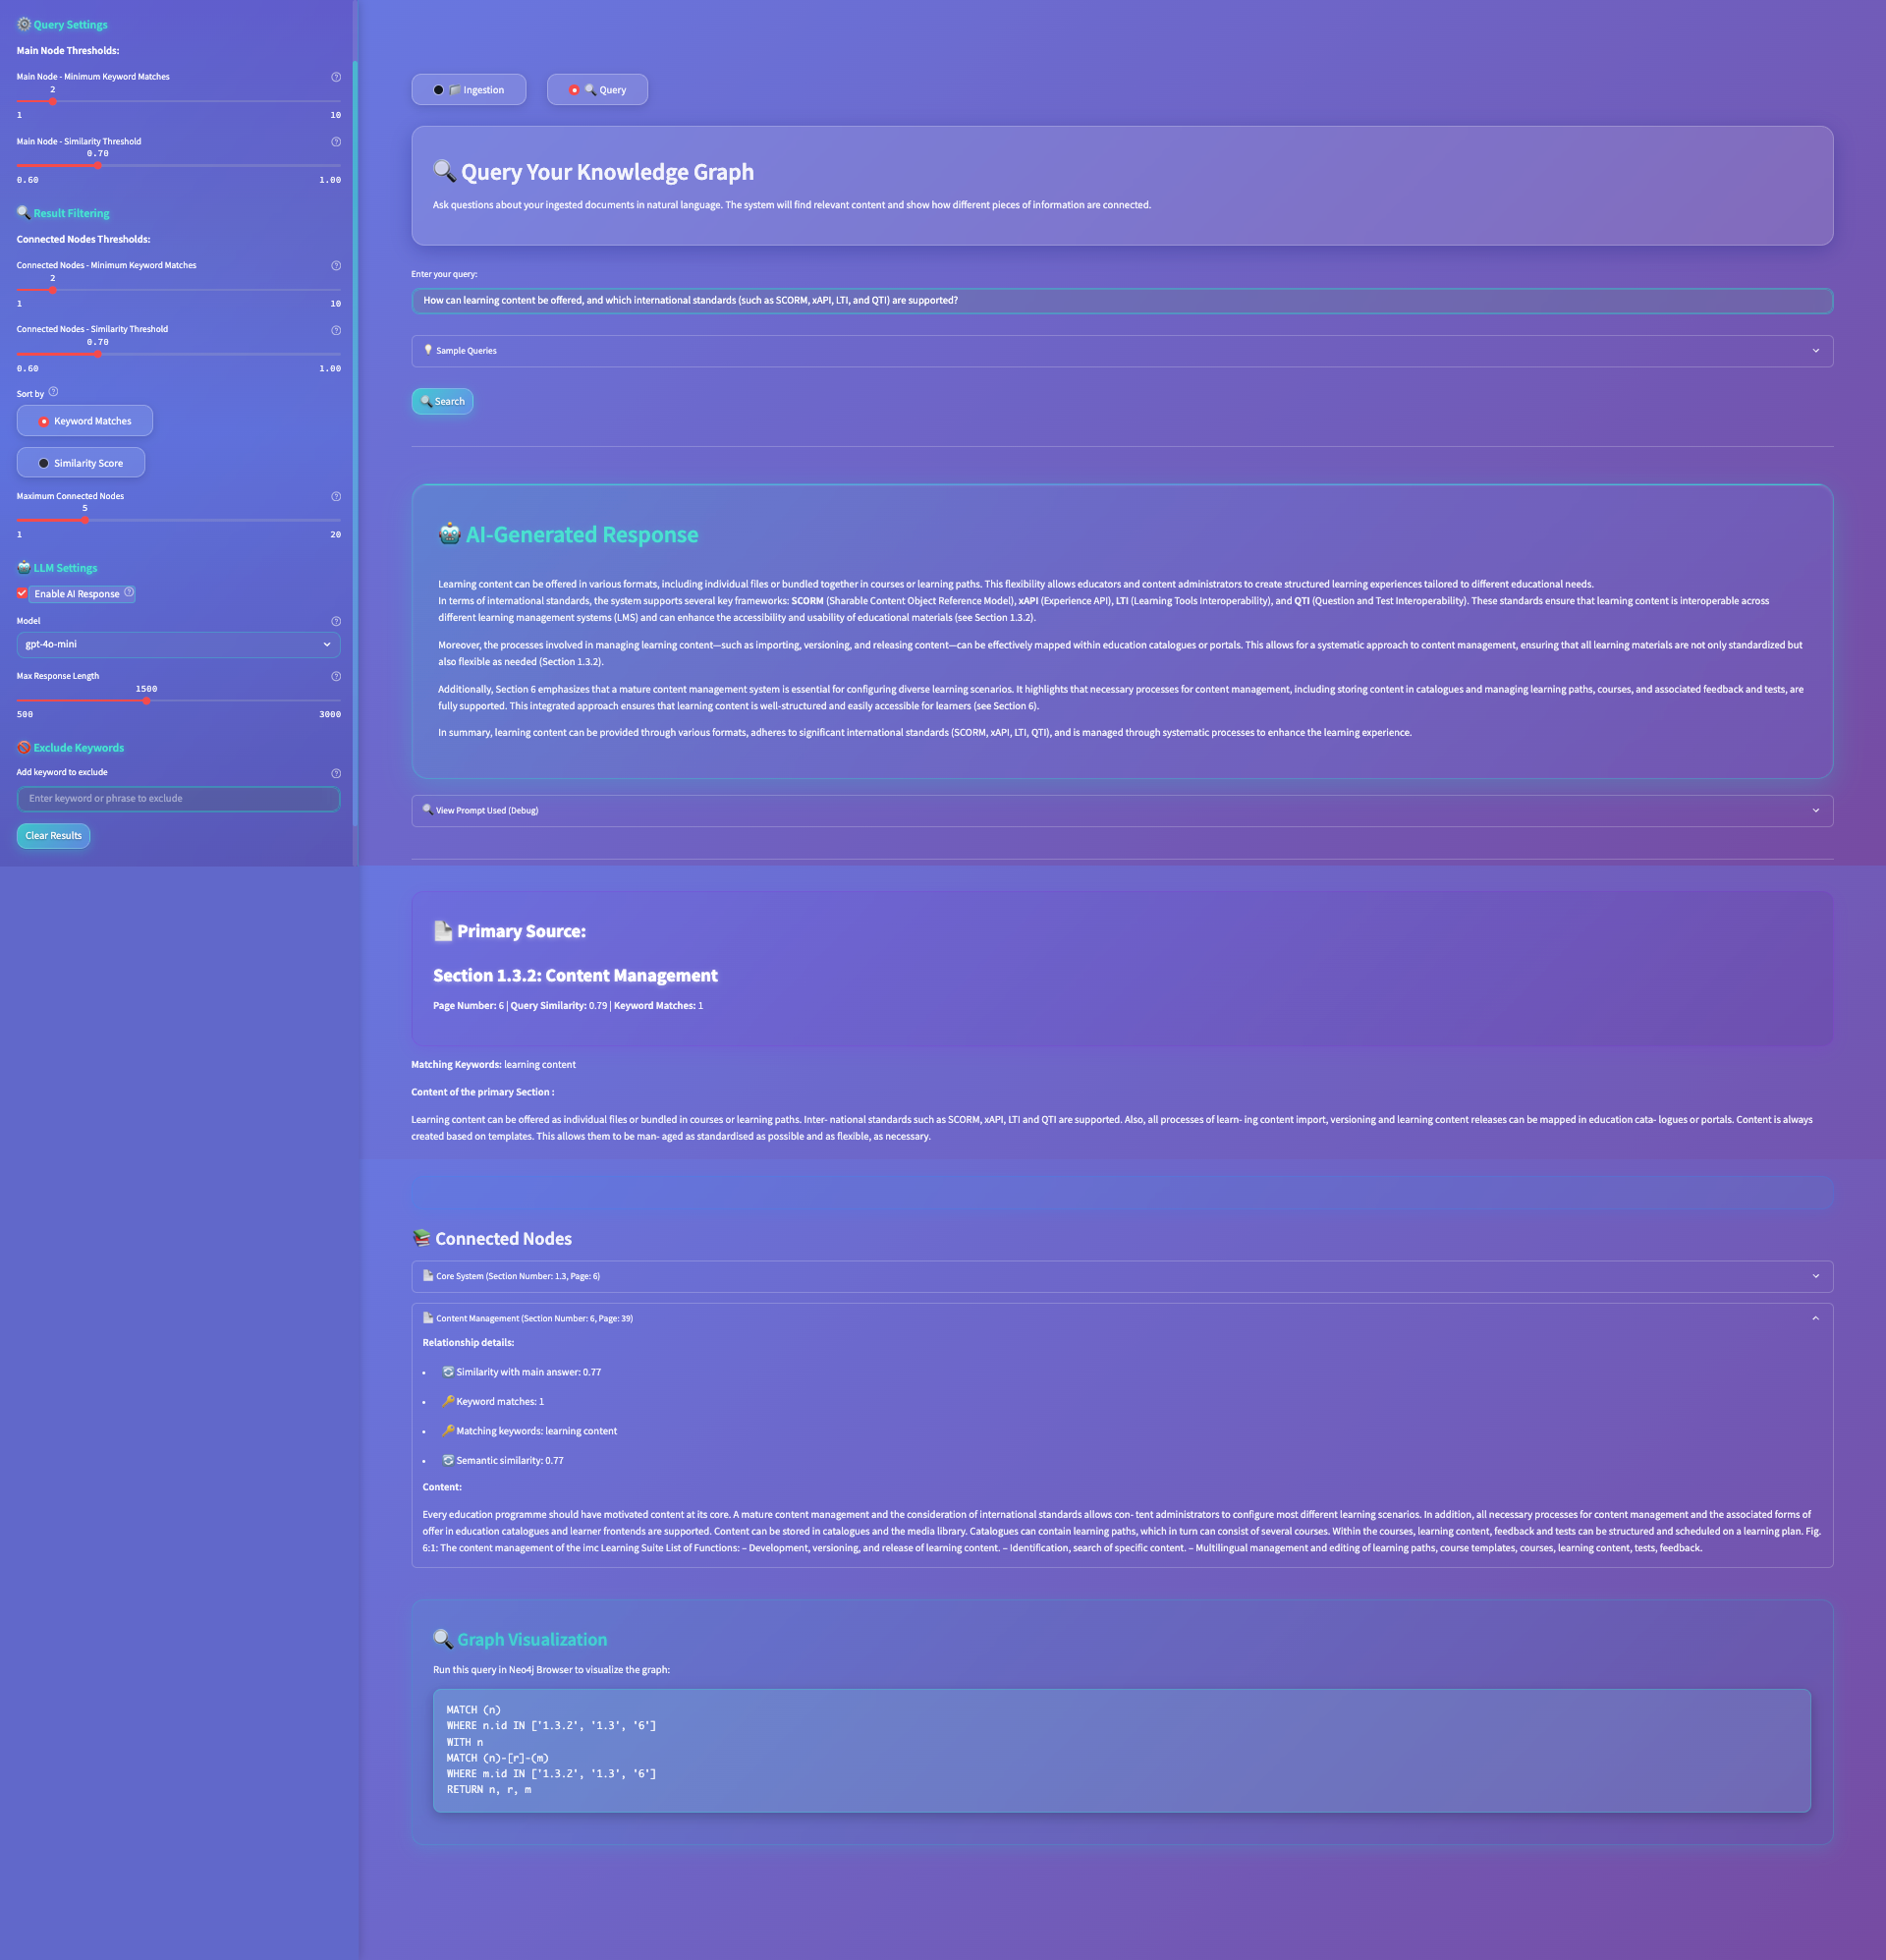 Query Settings
Main Node Thresholds:
Main Node - Minimum Keyword Matches
2
1 10
Main Node - Similarity Threshold
0.70
0.60 1.00
Result Filtering
Connected Nodes Thresholds:
Connected Nodes - Minimum Keyword Matches
2
1 10
Connected Nodes - Similarity Threshold
0.70
0.60 1.00
Sort by
Keyword Matches
Similarity Score
Maximum Connected Nodes
5
1 20
LLM Settings
Enable AI Response
Model
gpt-4o-mini
Max Response Length
1500
500 3000
Exclude Keywords
Add keyword to exclude
Enter keyword or phrase to exclude
Clear Results
Ingestion Query
Query Your Knowledge Graph
Ask questions about your ingested documents in natural language. The system will find relevant content and show how different pieces of information are connected.
Enter your query:
How can learning content be offered, and which international standards (such as SCORM, xAPI, LTI, and QTI) are supported?
Sample Queries
Search
AI-Generated Response
Learning content can be offered in various formats, including individual files or bundled together in courses or learning paths. This flexibility allows educators and content administrators to create structured learning experiences tailored to different educational needs.
In terms of international standards, the system supports several key frameworks: SCORM (Sharable Content Object Reference Model), xAPI (Experience API), LTI (Learning Tools Interoperability), and QTI (Question and Test Interoperability). These standards ensure that learning content is interoperable across
different learning management systems (LMS) and can enhance the accessibility and usability of educational materials (see Section 1.3.2).
Moreover, the processes involved in managing learning content—such as importing, versioning, and releasing content—can be effectively mapped within education catalogues or portals. This allows for a systematic approach to content management, ensuring that all learning materials are not only standardized but
also flexible as needed (Section 1.3.2).
Additionally, Section 6 emphasizes that a mature content management system is essential for configuring diverse learning scenarios. It highlights that necessary processes for content management, including storing content in catalogues and managing learning paths, courses, and associated feedback and tests, are
fully supported. This integrated approach ensures that learning content is well-structured and easily accessible for learners (see Section 6).
In summary, learning content can be provided through various formats, adheres to significant international standards (SCORM, xAPI, LTI, QTI), and is managed through systematic processes to enhance the learning experience.
View Prompt Used (Debug)
Primary Source:
Section 1.3.2: Content Management
Page Number: 6 | Query Similarity: 0.79 | Keyword Matches: 1
Matching Keywords: learning content
Content of the primary Section :
Learning content can be offered as individual files or bundled in courses or learning paths. Inter- national standards such as SCORM, xAPI, LTI and QTI are supported. Also, all processes of learn- ing content import, versioning and learning content releases can be mapped in education cata- logues or portals. Content is always
created based on templates. This allows them to be man- aged as standardised as possible and as flexible, as necessary.
Connected Nodes
Core System (Section Number: 1.3, Page: 6)
Content Management (Section Number: 6, Page: 39)
Relationship details:
• Similarity with main answer: 0.77
• Keyword matches: 1
• Matching keywords: learning content
• Semantic similarity: 0.77
Content:
Every education programme should have motivated content at its core. A mature content management and the consideration of international standards allows con- tent administrators to configure most different learning scenarios. In addition, all necessary processes for content management and the associated forms of
offer in education catalogues and learner frontends are supported. Content can be stored in catalogues and the media library. Catalogues can contain learning paths, which in turn can consist of several courses. Within the courses, learning content, feedback and tests can be structured and scheduled on a learning plan. Fig.
6:1: The content management of the imc Learning Suite List of Functions: – Development, versioning, and release of learning content. – Identification, search of specific content. – Multilingual management and editing of learning paths, course templates, courses, learning content, tests, feedback.
Graph Visualization
Run this query in Neo4j Browser to visualize the graph:
MATCH (n)
WHERE n.id IN ['1.3.2', '1.3', '6']
WITH n
MATCH (n)-[r]-(m)
WHERE m.id IN ['1.3.2', '1.3', '6']
RETURN n, r, m